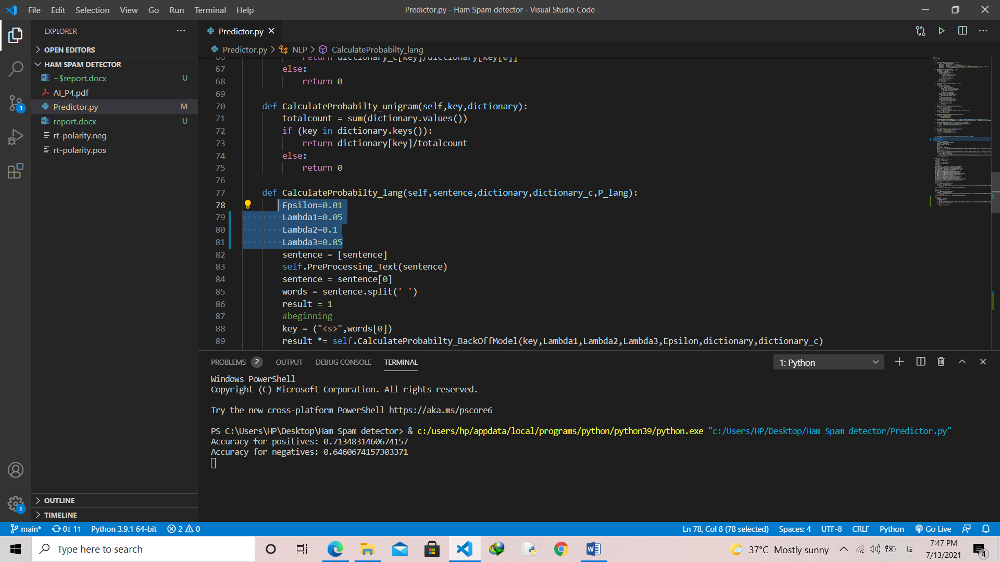 File Edit Selection View Go Run Terminal Help
Predictor.py - Ham Spam detector - Visual Studio Code
EXPLORER
OPEN EDITORS
HAM SPAM DETECTOR
~$report.docx U
AI_P4.pdf
Predictor.py M
report.docx U
rt-polarity.neg
rt-polarity.pos
OUTLINE
TIMELINE
3
1
Predictor.py
Predictor.py > NLP > CalculateProbabilty_lang
66 return dictionary_c[key]/dictionary[key[0]]
67 else:
68 return 0
69
70 def CalculateProbabilty_unigram(self,key,dictionary):
71 totalcount = sum(dictionary.values())
72 if (key in dictionary.keys()):
73 return dictionary[key]/totalcount
74 else:
75 return 0
76
77 def CalculateProbabilty_lang(self,sentence,dictionary,dictionary_c,P_lang):
78 Epsilon=0.01
79 Lambda1=0.05
80 Lambda2=0.1
81 Lambda3=0.85
82 sentence = [sentence]
83 self.PreProcessing_Text(sentence)
84 sentence = sentence[0]
85 words = sentence.split(' ')
86 result = 1
87 #beginning
88 key = ("<s>",words[0])
89 result *= self.CalculateProbabilty_BackOffModel(key,Lambda1,Lambda2,Lambda3,Epsilon,dictionary,dictionary_c)
PROBLEMS 2 OUTPUT DEBUG CONSOLE TERMINAL
1: Python
Windows PowerShell
Copyright (C) Microsoft Corporation. All rights reserved.
Try the new cross-platform PowerShell https://aka.ms/pscore6
PS C:\Users\HP\Desktop\Ham Spam detector> & c:/users/hp/appdata/local/programs/python/python39/python.exe "c:/Users/HP/Desktop/Ham Spam detector/Predictor.py"
Accuracy for positives: 0.7134831460674157
Accuracy for negatives: 0.6460674157303371
main* 0↓ 1↑ Python 3.9.1 64-bit 2 0
Ln 78, Col 8 (78 selected) Spaces: 4 UTF-8 CRLF Python Go Live
Type here to search
37°C Mostly sunny
فا
7:47 PM
7/13/2021
4